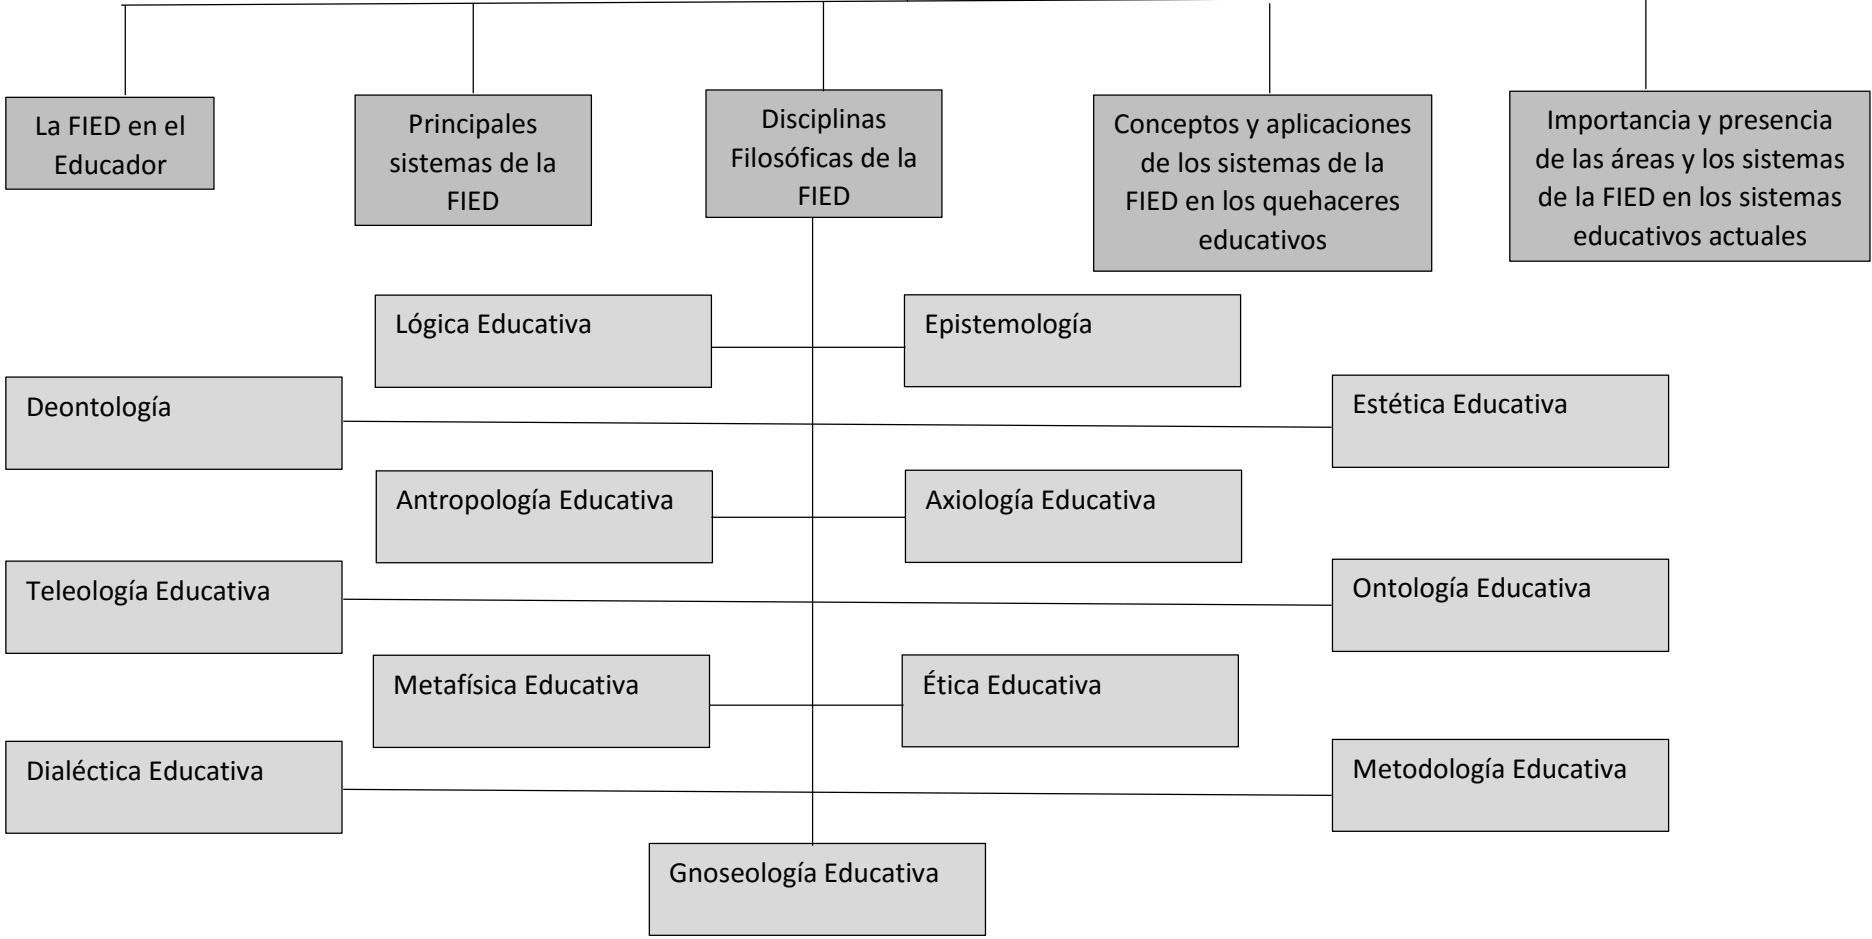 La FIED en el
Educador
Principales
sistemas de la
FIED
Disciplinas
Filosóficas de la
FIED
Conceptos y aplicaciones
de los sistemas de la
FIED en los quehaceres
educativos
Importancia y presencia
de las áreas y los sistemas
de la FIED en los sistemas
educativos actuales
Lógica Educativa
Epistemología
Deontología
Estética Educativa
Antropología Educativa
Axiología Educativa
Teleología Educativa
Ontología Educativa
Metafísica Educativa
Ética Educativa
Dialéctica Educativa
Metodología Educativa
Gnoseología Educativa